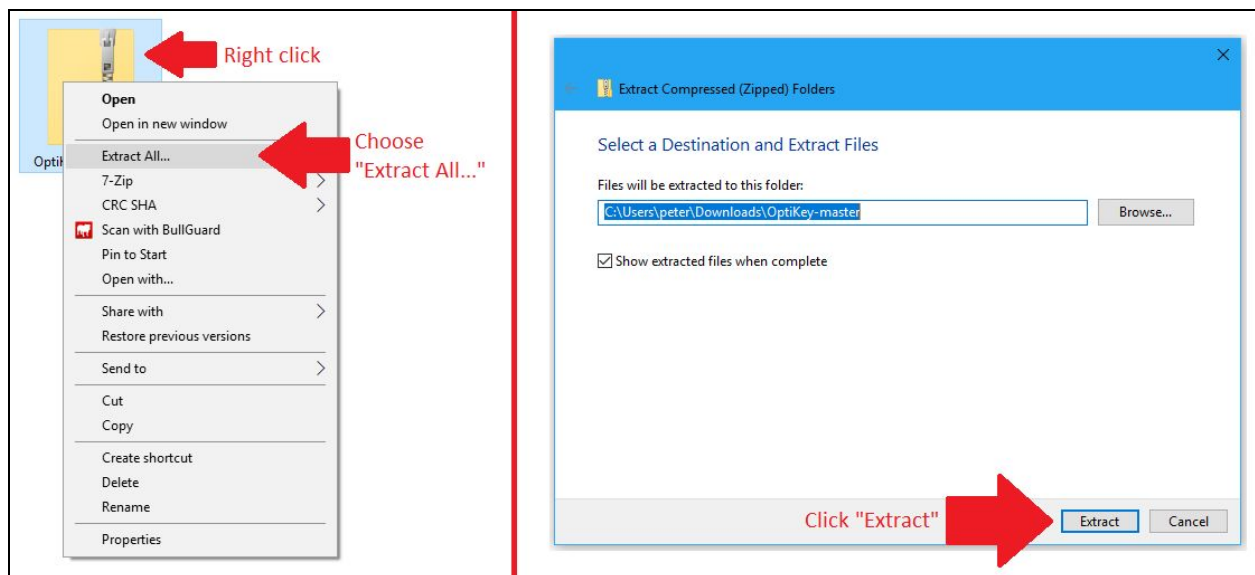 Right click
Open
Open in new window
Choose
"Extract All..."
Extract All...
7-Zip
CRC SHA
Scan with BullGuard
Pin to Start
Open with...
Share with
Restore previous versions
Send to
Cut
Copy
Create shortcut
Delete
Rename
Properties
Extract Compressed (Zipped) Folders
Select a Destination and Extract Files
Files will be extracted to this folder:
C:\Users\peter\Downloads\OptiKey-master
Browse...
Show extracted files when complete
Click "Extract"
Extract
Cancel